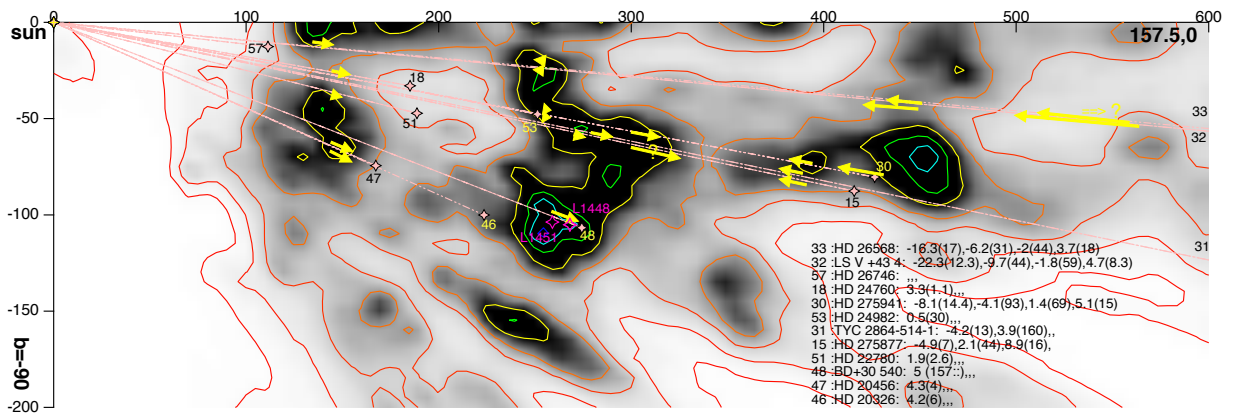 0 100 200 300 400 500 600
sun
157.5,0
57
18
51
53
47
46
L1448
L1451
48
?
?
30
15
33
32
31
-50
-100
-150
-200
b=-90
33 :HD 26568: -16.3(17),-6.2(31),-2(44),3.7(18)
32 :LS V +43 4: -22.3(12.3),-9.7(44),-1.8(59),4.7(8.3)
57 :HD 26746: ,,,
18 :HD 24760: 3.3(1.1),,,
30 :HD 275941: -8.1(14.4),-4.1(93),1.4(69),5.1(15)
53 :HD 24982: 0.5(30),,,
31 :TYC 2864-514-1: -4.2(13),3.9(160),,
15 :HD 275877: -4.9(7),2.1(44),8.9(16),
51 :HD 22780: 1.9(2.6),,,
48 :BD+30 540: 5 (157::),,,
47 :HD 20456: 4.3(4),,,
46 :HD 20326: 4.2(6),,,